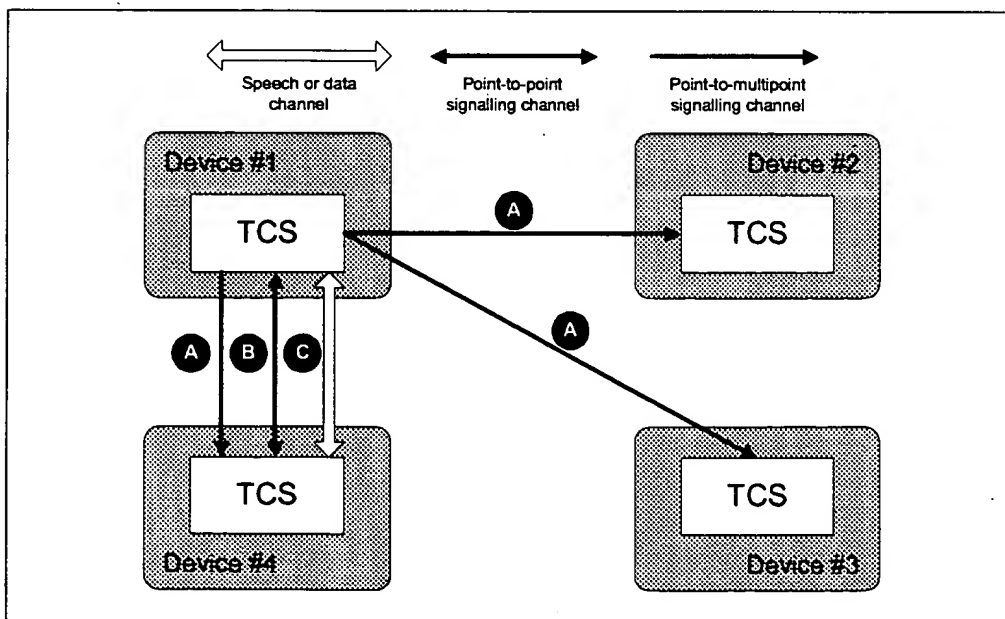 Speech or data
channel
Point-to-point
signalling channel
Point-to-multipoint
signalling channel
Device #1
TCS
Device #2
TCS
A
A
A
B
C
TCS
Device #4
TCS
Device #3